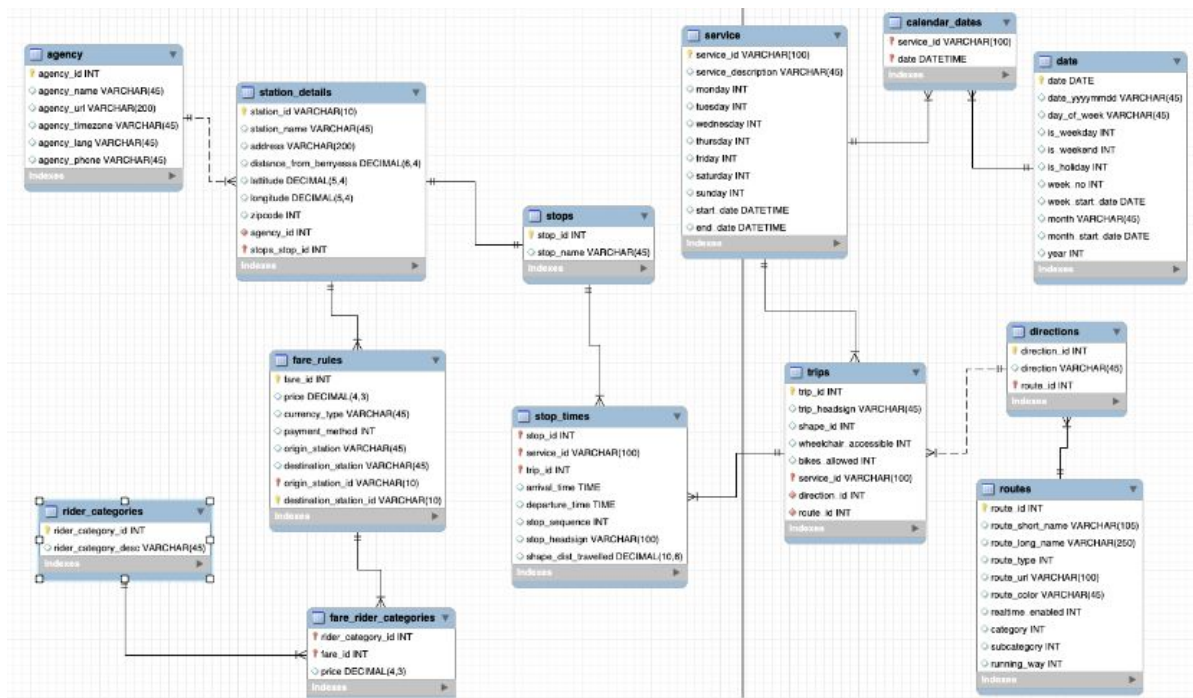 agency
agency_id INT
agency_name VARCHAR(45)
agency_url VARCHAR(200)
agency_timezone VARCHAR(45)
agency_lang VARCHAR(45)
agency_phone VARCHAR(45)
Indexes
station_details
station_id VARCHAR(10)
station_name VARCHAR(45)
address VARCHAR(200)
distance_from_berryessa DECIMAL(6,4)
lattitude DECIMAL(5,4)
longitude DECIMAL(5,4)
zipcode INT
agency_id INT
stops_stop_id INT
Indexes
stops
stop_id INT
stop_name VARCHAR(45)
Indexes
service
service_id VARCHAR(100)
service_description VARCHAR(45)
monday INT
tuesday INT
wednesday INT
thursday INT
friday INT
saturday INT
sunday INT
start_date DATETIME
end_date DATETIME
Indexes
calendar_dates
service_id VARCHAR(100)
date DATETIME
Indexes
date
date DATE
date_yyyymmdd VARCHAR(45)
day_of_week VARCHAR(45)
is_weekday INT
is_weekend INT
is_holiday INT
week_no INT
week_start_date DATE
month VARCHAR(45)
month_start_date DATE
year INT
Indexes
fare_rules
fare_id INT
price DECIMAL(4,3)
currency_type VARCHAR(45)
payment_method INT
origin_station VARCHAR(45)
destination_station VARCHAR(45)
origin_station_id VARCHAR(10)
destination_station_id VARCHAR(10)
Indexes
stop_times
stop_id INT
service_id VARCHAR(100)
trip_id INT
arrival_time TIME
departure_time TIME
stop_sequence INT
stop_headsign VARCHAR(100)
shape_dist_travelled DECIMAL(10,6)
Indexes
trips
trip_id INT
trip_headsign VARCHAR(45)
shape_id INT
wheelchair_accessible INT
bikes_allowed INT
service_id VARCHAR(100)
direction_id INT
route_id INT
Indexes
directions
direction_id INT
direction VARCHAR(45)
route_id INT
Indexes
routes
route_id INT
route_short_name VARCHAR(105)
route_long_name VARCHAR(250)
route_type INT
route_url VARCHAR(100)
route_color VARCHAR(45)
realtime_enabled INT
category INT
subcategory INT
running_way INT
Indexes
rider_categories
rider_category_id INT
rider_category_desc VARCHAR(45)
Indexes
fare_rider_categories
rider_category_id INT
fare_id INT
price DECIMAL(4,3)
Indexes